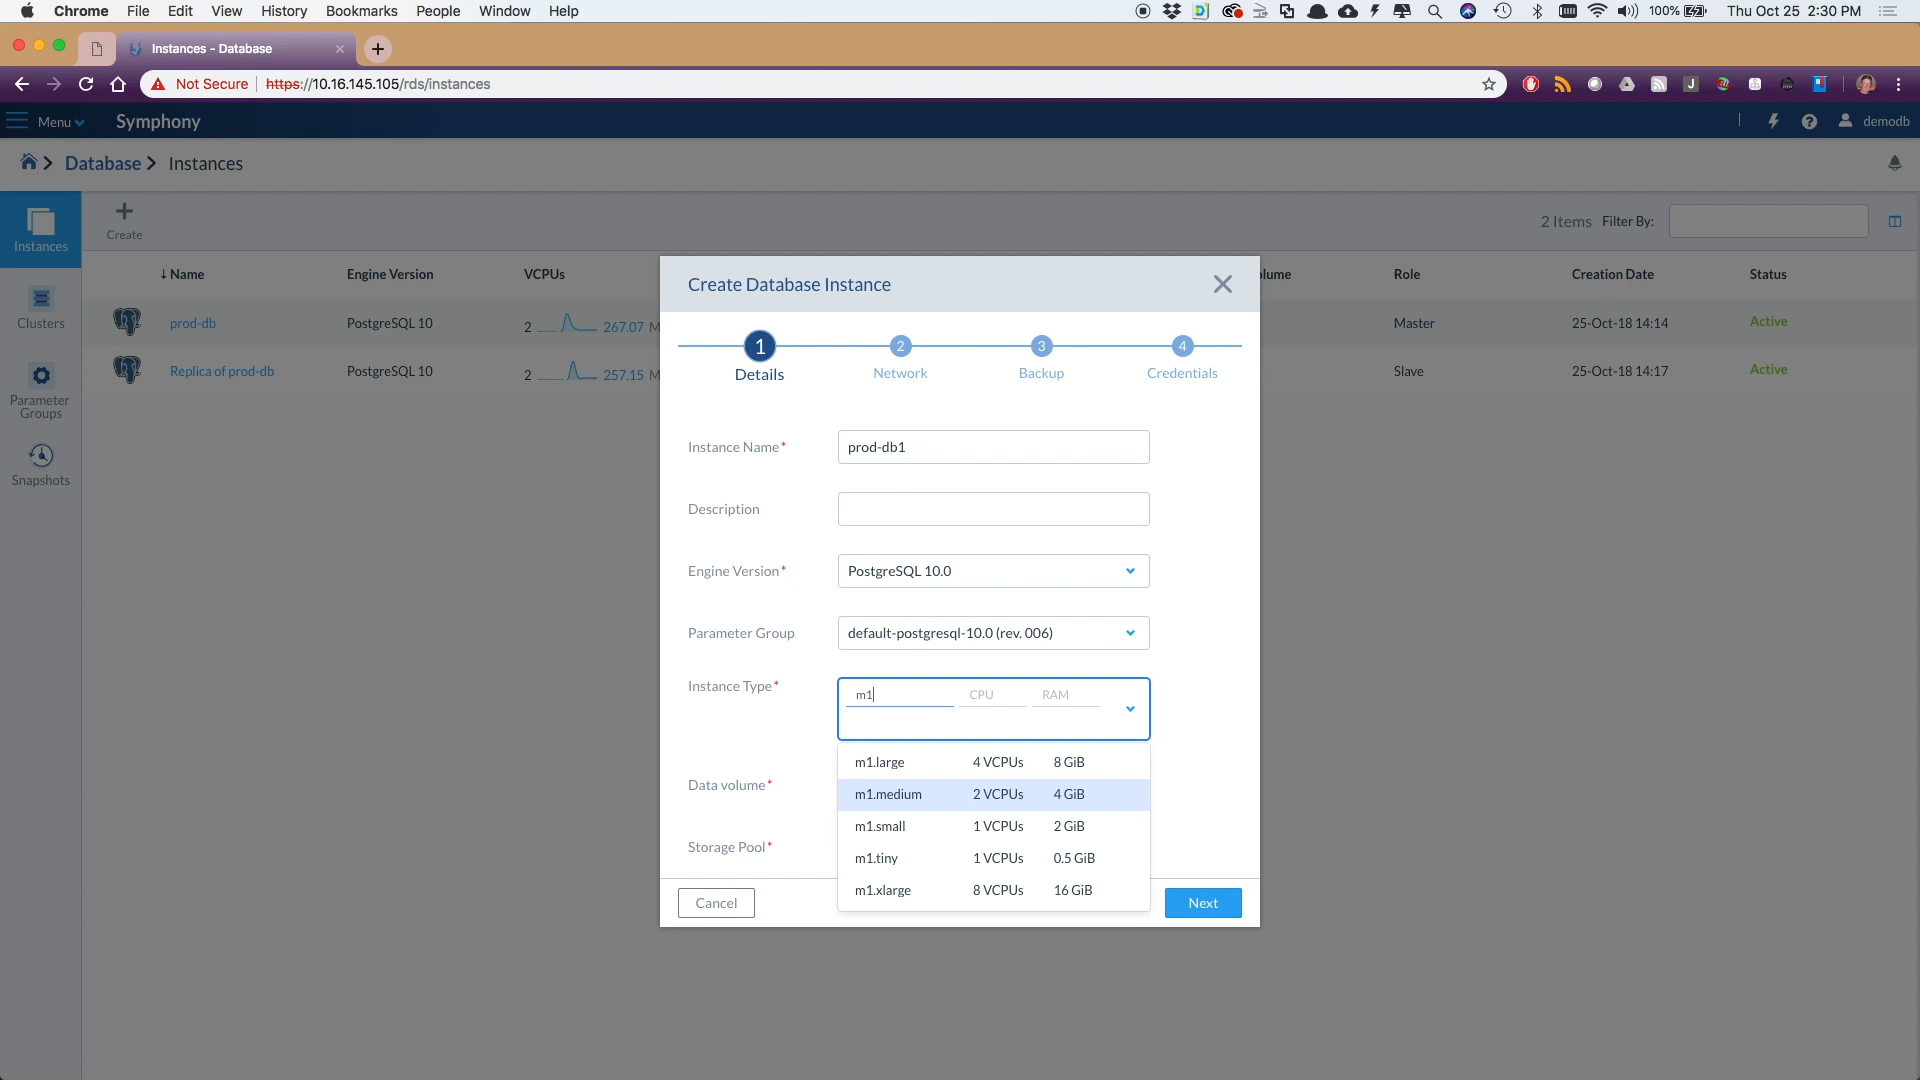 Chrome File Edit View History Bookmarks People Window Help 100% Thu Oct 25 2:30 PM
Instances - Database
Not Secure https://10.16.145.105/rds/instances
Menu Symphony demodb
Database > Instances
Instances
Create
2 Items Filter By:
Name Engine Version VCPUs lume Role Creation Date Status
prod-db PostgreSQL 10 2 267.07 M Master 25-Oct-18 14:14 Active
Replica of prod-db PostgreSQL 10 2 257.15 M Slave 25-Oct-18 14:17 Active
Clusters
Parameter
Groups
Snapshots
Create Database Instance
1 2 3 4
Details Network Backup Credentials
Instance Name* prod-db1
Description
Engine Version* PostgreSQL 10.0
Parameter Group default-postgresql-10.0 (rev. 006)
Instance Type* m1 CPU RAM
m1.large 4 VCPUs 8 GiB
Data volume*
m1.medium 2 VCPUs 4 GiB
m1.small 1 VCPUs 2 GiB
Storage Pool*
m1.tiny 1 VCPUs 0.5 GiB
m1.xlarge 8 VCPUs 16 GiB
Cancel Next